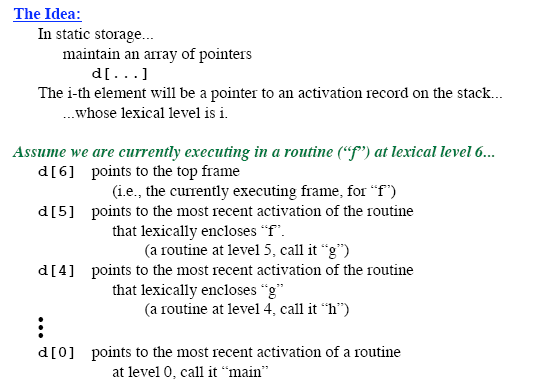 The Idea:
In static storage...
maintain an array of pointers
d[...]
The i-th element will be a pointer to an activation record on the stack...
...whose lexical level is i.
Assume we are currently executing in a routine (“f”) at lexical level 6...
d[6] points to the top frame
(i.e., the currently executing frame, for “f”)
d[5] points to the most recent activation of the routine
that lexically encloses “f”.
(a routine at level 5, call it “g”)
d[4] points to the most recent activation of the routine
that lexically encloses “g”
(a routine at level 4, call it “h”)
d[0] points to the most recent activation of a routine
at level 0, call it “main”